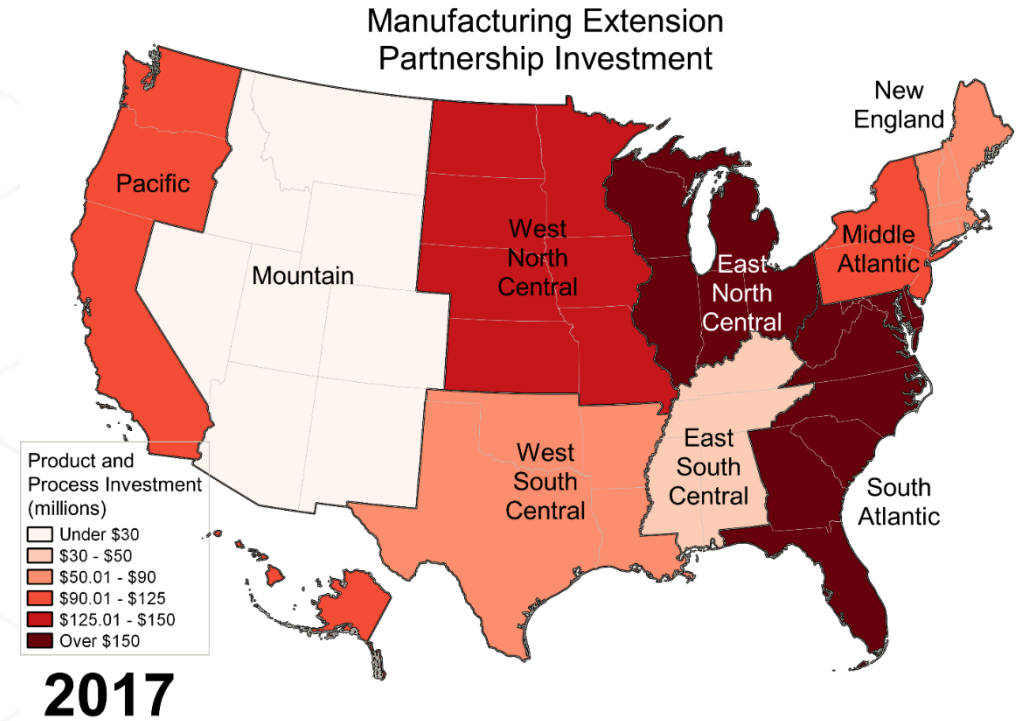 Manufacturing Extension
Partnership Investment
New
England
Pacific
Mountain
West
North
Central
East
North
Central
Middle
Atlantic
West
South
Central
East
South
Central
South
Atlantic
Product and
Process Investment
(millions)
Under $30
$30 - $50
$50.01 - $90
$90.01 - $125
$125.01 - $150
Over $150
2017